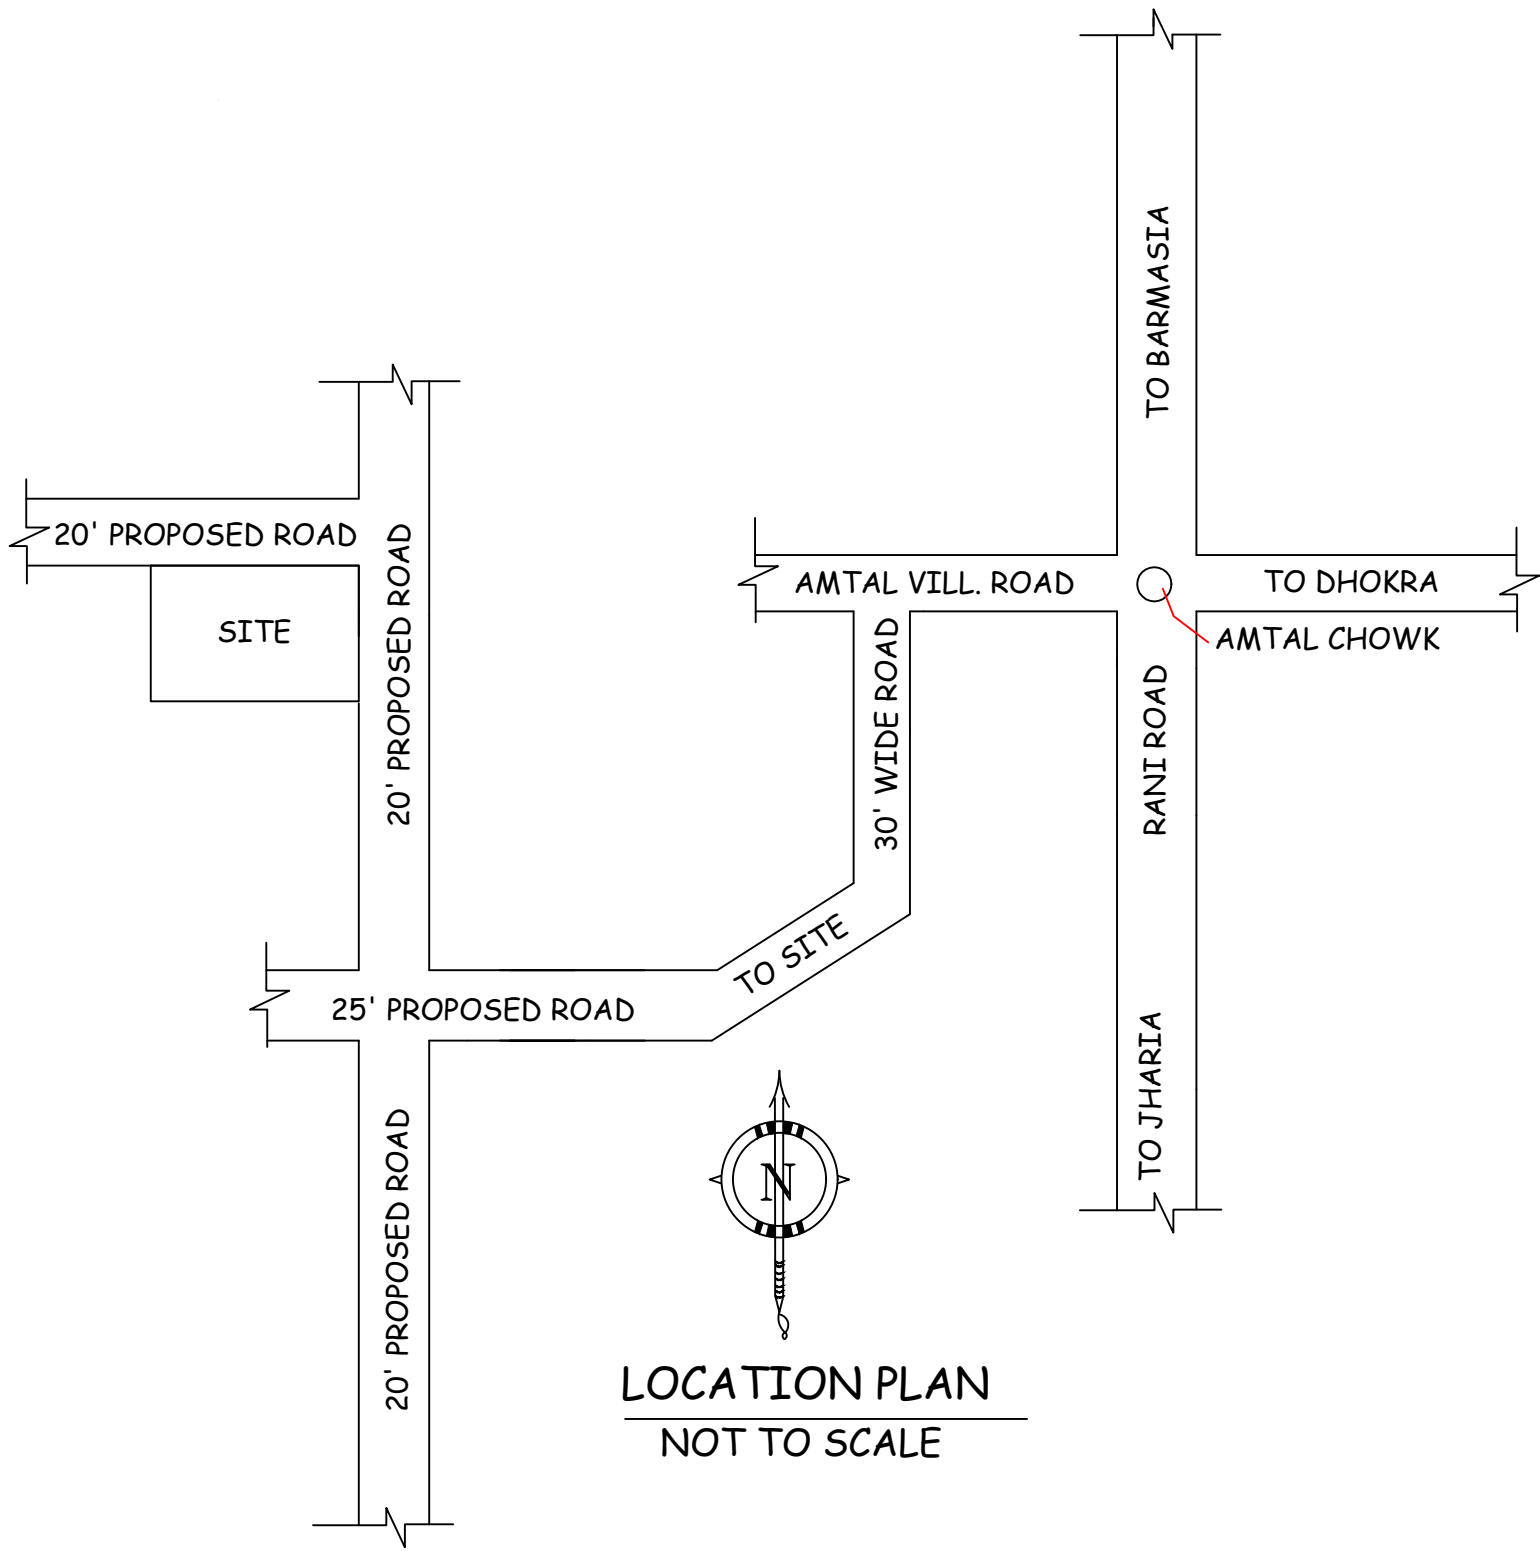 TO BARMASIA
20' PROPOSED ROAD
20' PROPOSED ROAD
SITE
AMTAL VILL. ROAD
TO DHOKRA
AMTAL CHOWK
30' WIDE ROAD
RANI ROAD
TO SITE
25' PROPOSED ROAD
TO JHARIA
20' PROPOSED ROAD
N
LOCATION PLAN
NOT TO SCALE